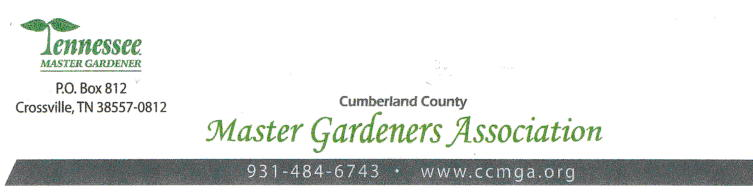 Tennessee
MASTER GARDENER
P.O. Box 812
Crossville, TN 38557-0812
Cumberland County
Master Gardeners Association
931-484-6743 • www.ccmga.org